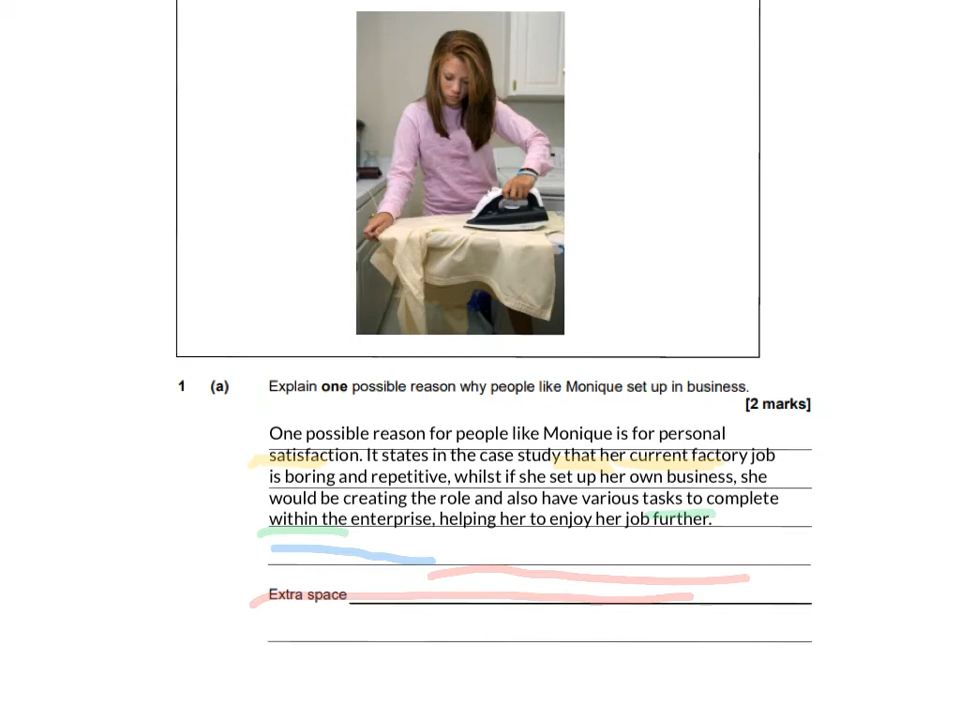 1 (a) Explain one possible reason why people like Monique set up in business.
[2 marks]
One possible reason for people like Monique is for personal
satisfaction. It states in the case study that her current factory job
is boring and repetitive, whilst if she set up her own business, she
would be creating the role and also have various tasks to complete
within the enterprise, helping her to enjoy her job further.
Extra space